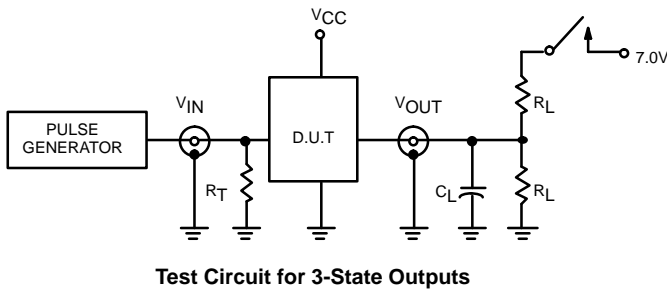 VCC
7.0V
VIN
VOUT
RL
PULSE
GENERATOR
D.U.T
RT
CL
RL
Test Circuit for 3-State Outputs